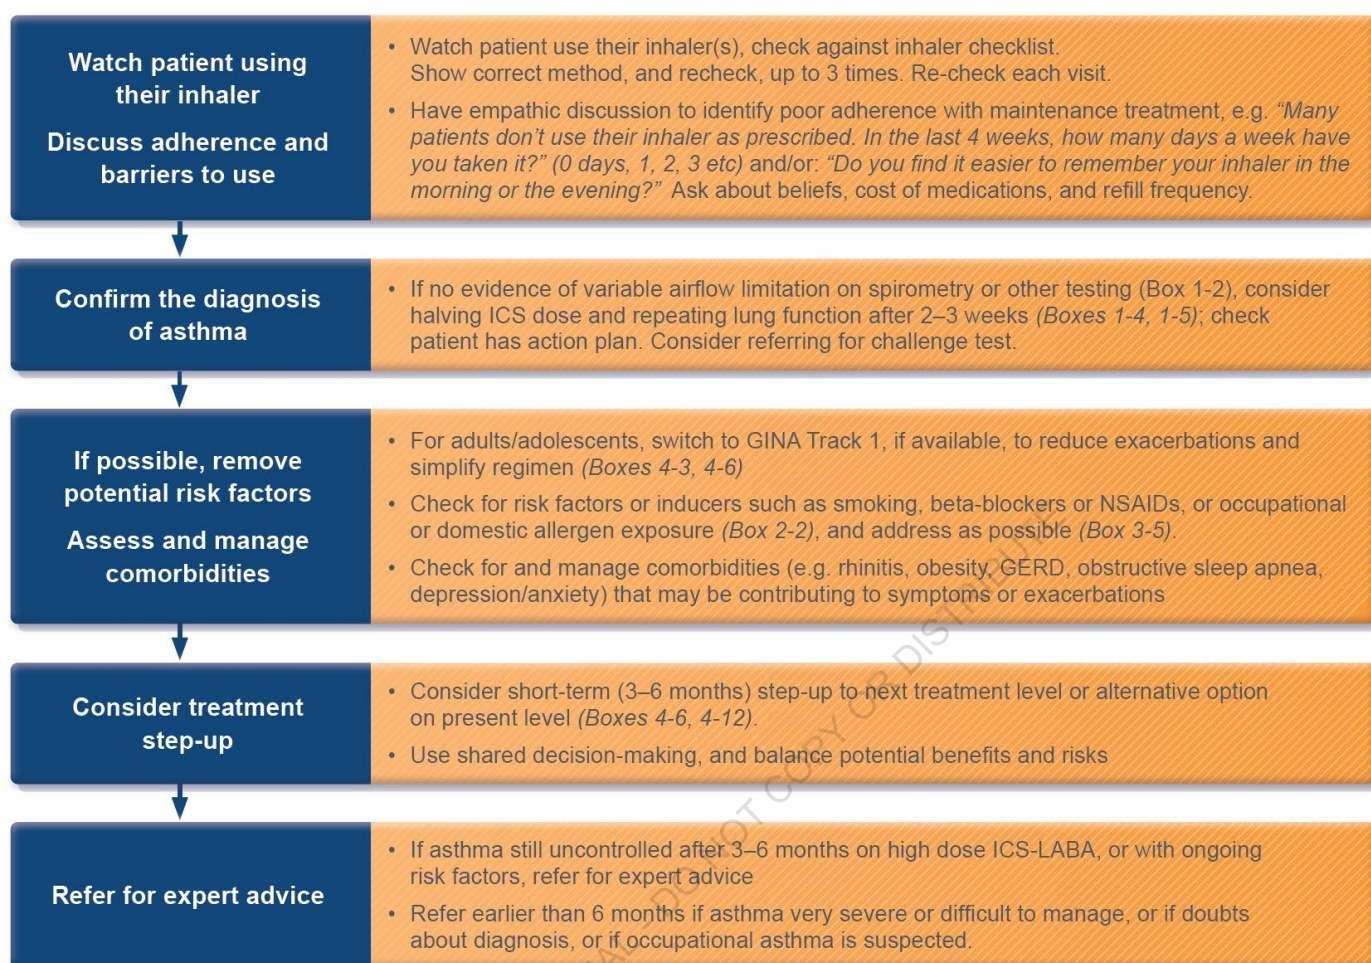 Watch patient using
their inhaler
Discuss adherence and
barriers to use
• Watch patient use their inhaler(s), check against inhaler checklist.
Show correct method, and recheck, up to 3 times. Re-check each visit.
• Have empathic discussion to identify poor adherence with maintenance treatment, e.g. “Many
patients don’t use their inhaler as prescribed. In the last 4 weeks, how many days a week have
you taken it?” (0 days, 1, 2, 3 etc) and/or: “Do you find it easier to remember your inhaler in the
morning or the evening?” Ask about beliefs, cost of medications, and refill frequency.
Confirm the diagnosis
of asthma
• If no evidence of variable airflow limitation on spirometry or other testing (Box 1-2), consider
halving ICS dose and repeating lung function after 2–3 weeks (Boxes 1-4, 1-5); check
patient has action plan. Consider referring for challenge test.
If possible, remove
potential risk factors
Assess and manage
comorbidities
• For adults/adolescents, switch to GINA Track 1, if available, to reduce exacerbations and
simplify regimen (Boxes 4-3, 4-6)
• Check for risk factors or inducers such as smoking, beta-blockers or NSAIDs, or occupational
or domestic allergen exposure (Box 2-2), and address as possible (Box 3-5).
• Check for and manage comorbidities (e.g. rhinitis, obesity, GERD, obstructive sleep apnea,
depression/anxiety) that may be contributing to symptoms or exacerbations
Consider treatment
step-up
• Consider short-term (3–6 months) step-up to next treatment level or alternative option
on present level (Boxes 4-6, 4-12).
• Use shared decision-making, and balance potential benefits and risks
Refer for expert advice
• If asthma still uncontrolled after 3–6 months on high dose ICS-LABA, or with ongoing
risk factors, refer for expert advice
• Refer earlier than 6 months if asthma very severe or difficult to manage, or if doubts
about diagnosis, or if occupational asthma is suspected.
DO NOT COPY OR DISTRIBUTE